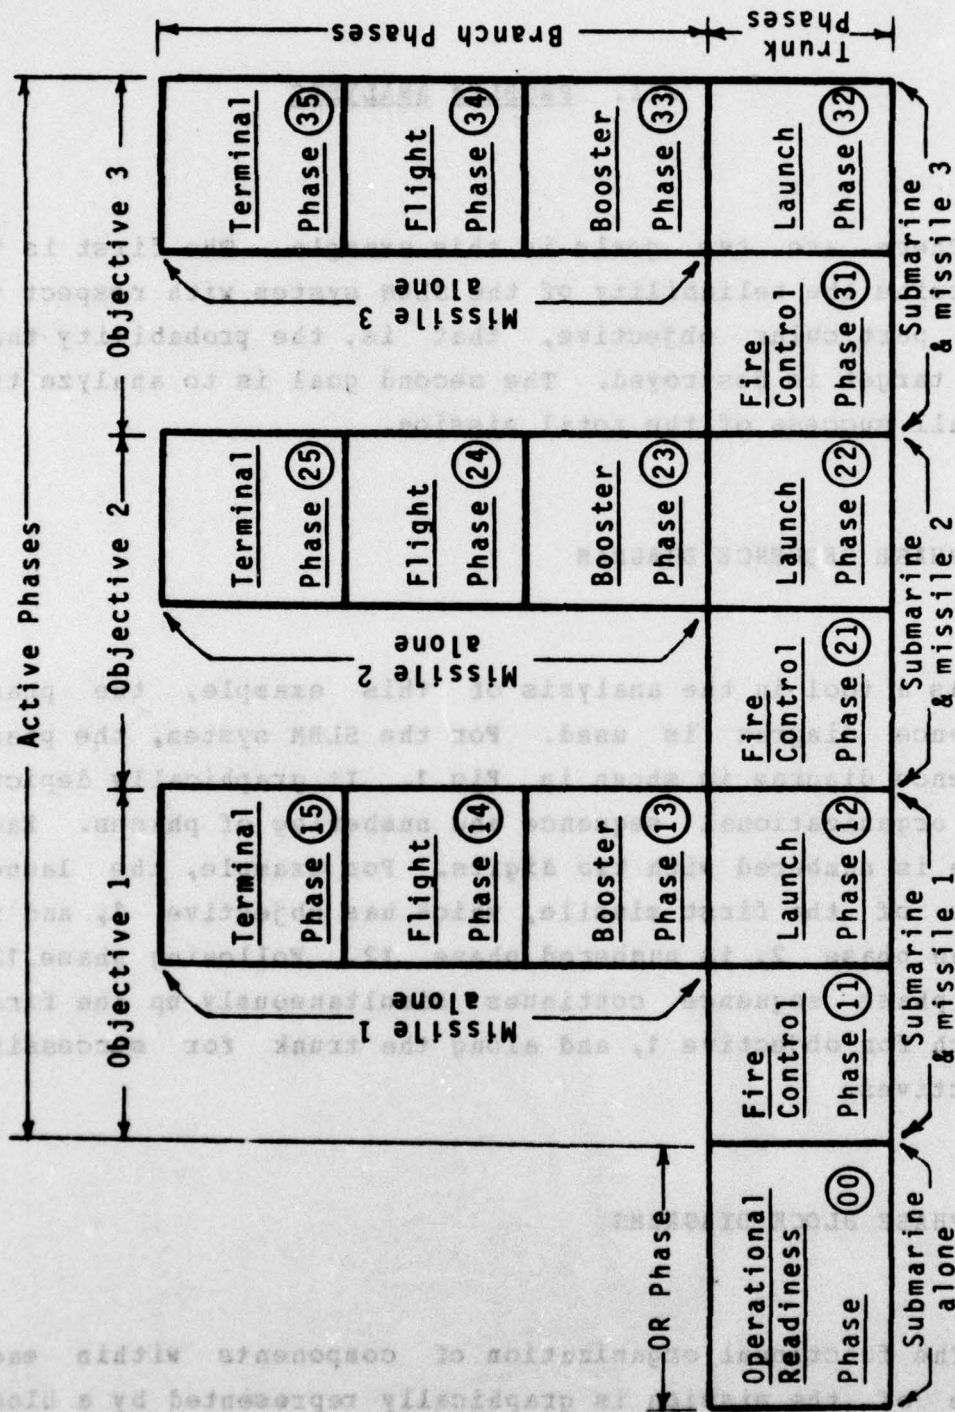 Active Phases
Objective 1
Objective 2
Objective 3
OR Phase
Branch Phases
Trunk
Phases
Operational
Readiness
Phase 00
Fire
Control
Phase 11
Launch
Phase 12
Booster
Phase 13
Flight
Phase 14
Terminal
Phase 15
Missile 1
alone
Fire
Control
Phase 21
Launch
Phase 22
Booster
Phase 23
Flight
Phase 24
Terminal
Phase 25
Missile 2
alone
Fire
Control
Phase 31
Launch
Phase 32
Booster
Phase 33
Flight
Phase 34
Terminal
Phase 35
Missile 3
alone
Submarine
alone
Submarine
& missile 1
Submarine
& missile 2
Submarine
& missile 3